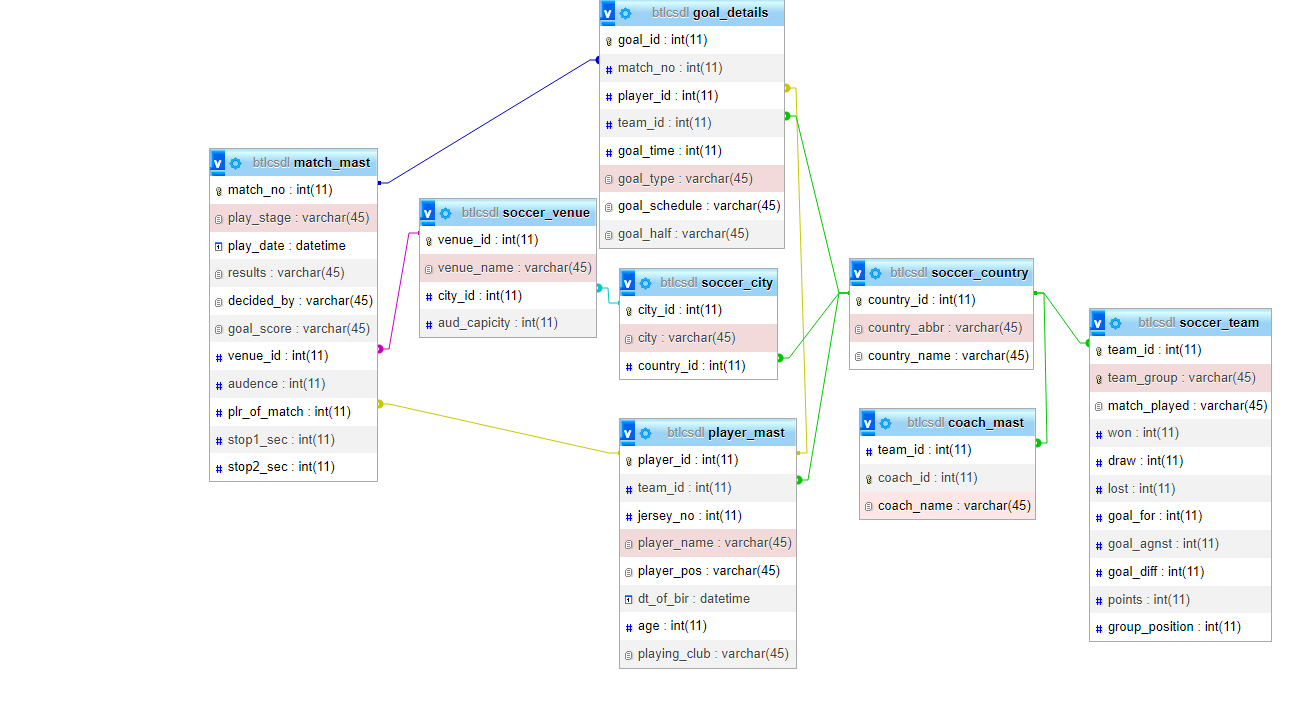 btlcsdl goal_details
goal_id : int(11)
match_no : int(11)
player_id : int(11)
team_id : int(11)
goal_time : int(11)
goal_type : varchar(45)
goal_schedule : varchar(45)
goal_half : varchar(45)
btlcsdl match_mast
match_no : int(11)
play_stage : varchar(45)
play_date : datetime
results : varchar(45)
decided_by : varchar(45)
goal_score : varchar(45)
venue_id : int(11)
audence : int(11)
plr_of_match : int(11)
stop1_sec : int(11)
stop2_sec : int(11)
btlcsdl soccer_venue
venue_id : int(11)
venue_name : varchar(45)
city_id : int(11)
aud_capicity : int(11)
btlcsdl soccer_city
city_id : int(11)
city : varchar(45)
country_id : int(11)
btlcsdl soccer_country
country_id : int(11)
country_abbr : varchar(45)
country_name : varchar(45)
btlcsdl soccer_team
team_id : int(11)
team_group : varchar(45)
match_played : varchar(45)
won : int(11)
draw : int(11)
lost : int(11)
goal_for : int(11)
goal_agnst : int(11)
goal_diff : int(11)
points : int(11)
group_position : int(11)
btlcsdl player_mast
player_id : int(11)
team_id : int(11)
jersey_no : int(11)
player_name : varchar(45)
player_pos : varchar(45)
dt_of_bir : datetime
age : int(11)
playing_club : varchar(45)
btlcsdl coach_mast
team_id : int(11)
coach_id : int(11)
coach_name : varchar(45)